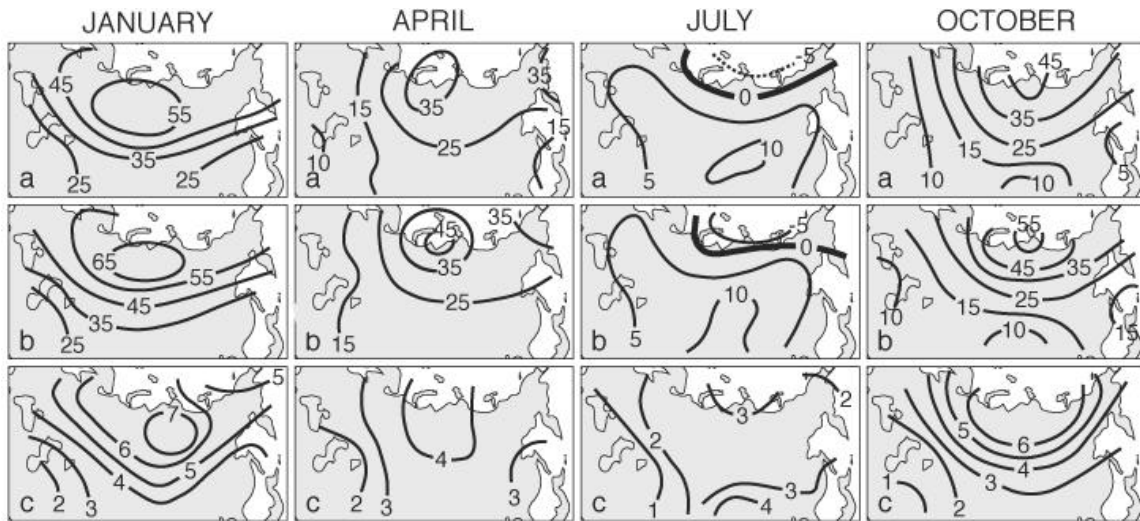 JANUARY APRIL JULY OCTOBER
45 55 35 25 25 a
15 35 35 25 15 10 a
-5 0 10 5 a
45 35 25 15 10 10 5 a
65 55 45 35 25 b
45 35 35 25 15 b
-5 0 10 5 b
55 45 35 25 15 10 10 15 b
5 7 6 5 4 3 2 c
4 3 2 3 c
3 2 2 3 4 1 c
5 6 4 3 2 1 c